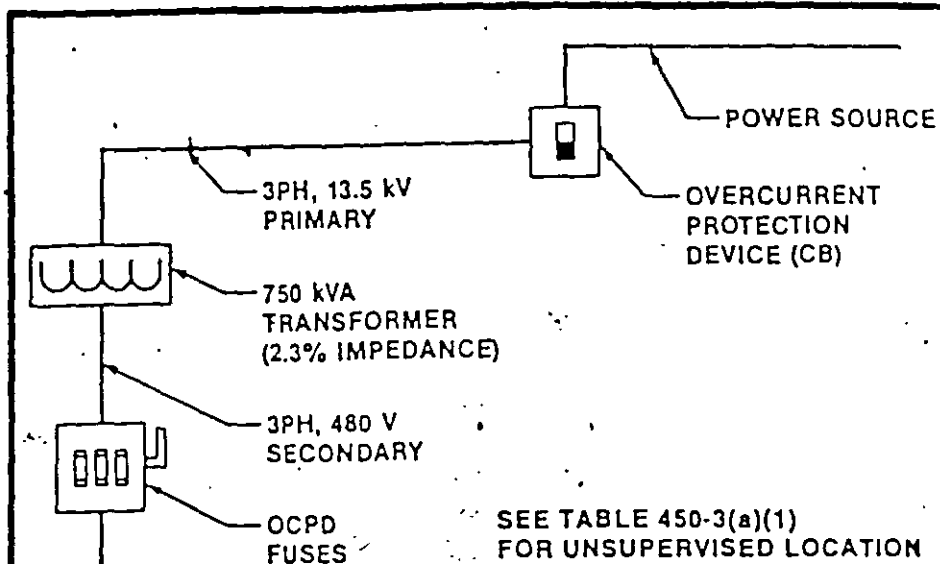 POWER SOURCE
3PH, 13.5 kV
PRIMARY
OVERCURRENT
PROTECTION
DEVICE (CB)
750 kVA
TRANSFORMER
(2.3% IMPEDANCE)
3PH, 480 V
SECONDARY
OCPD
FUSES
SEE TABLE 450-3(a)(1)
FOR UNSUPERVISED LOCATION